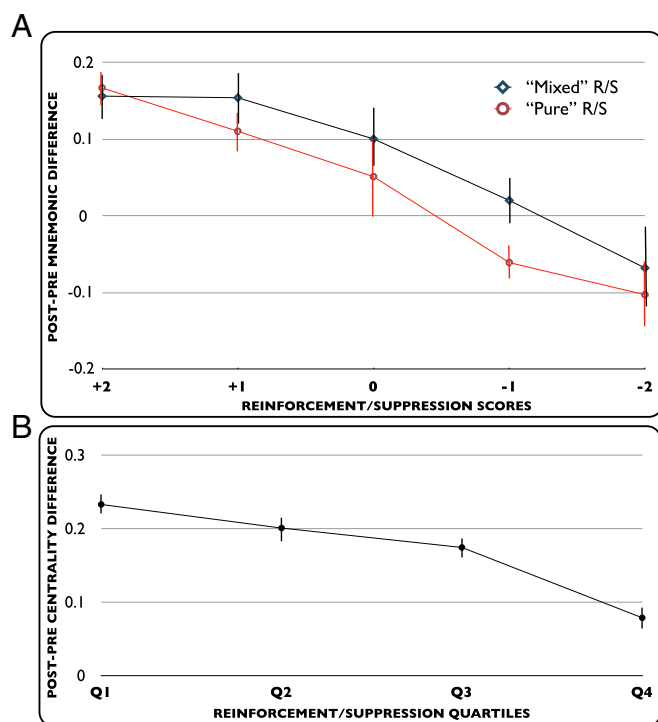 A
POST-PRE MNEMONIC DIFFERENCE
0.2
0.1
0
-0.1
-0.2
"Mixed" R/S
"Pure" R/S
+2 +1 0 -1 -2
REINFORCEMENT/SUPPRESSION SCORES
B
POST-PRE CENTRALITY DIFFERENCE
0.3
0.2
0.1
0
Q1 Q2 Q3 Q4
REINFORCEMENT/SUPPRESSION QUARTILES